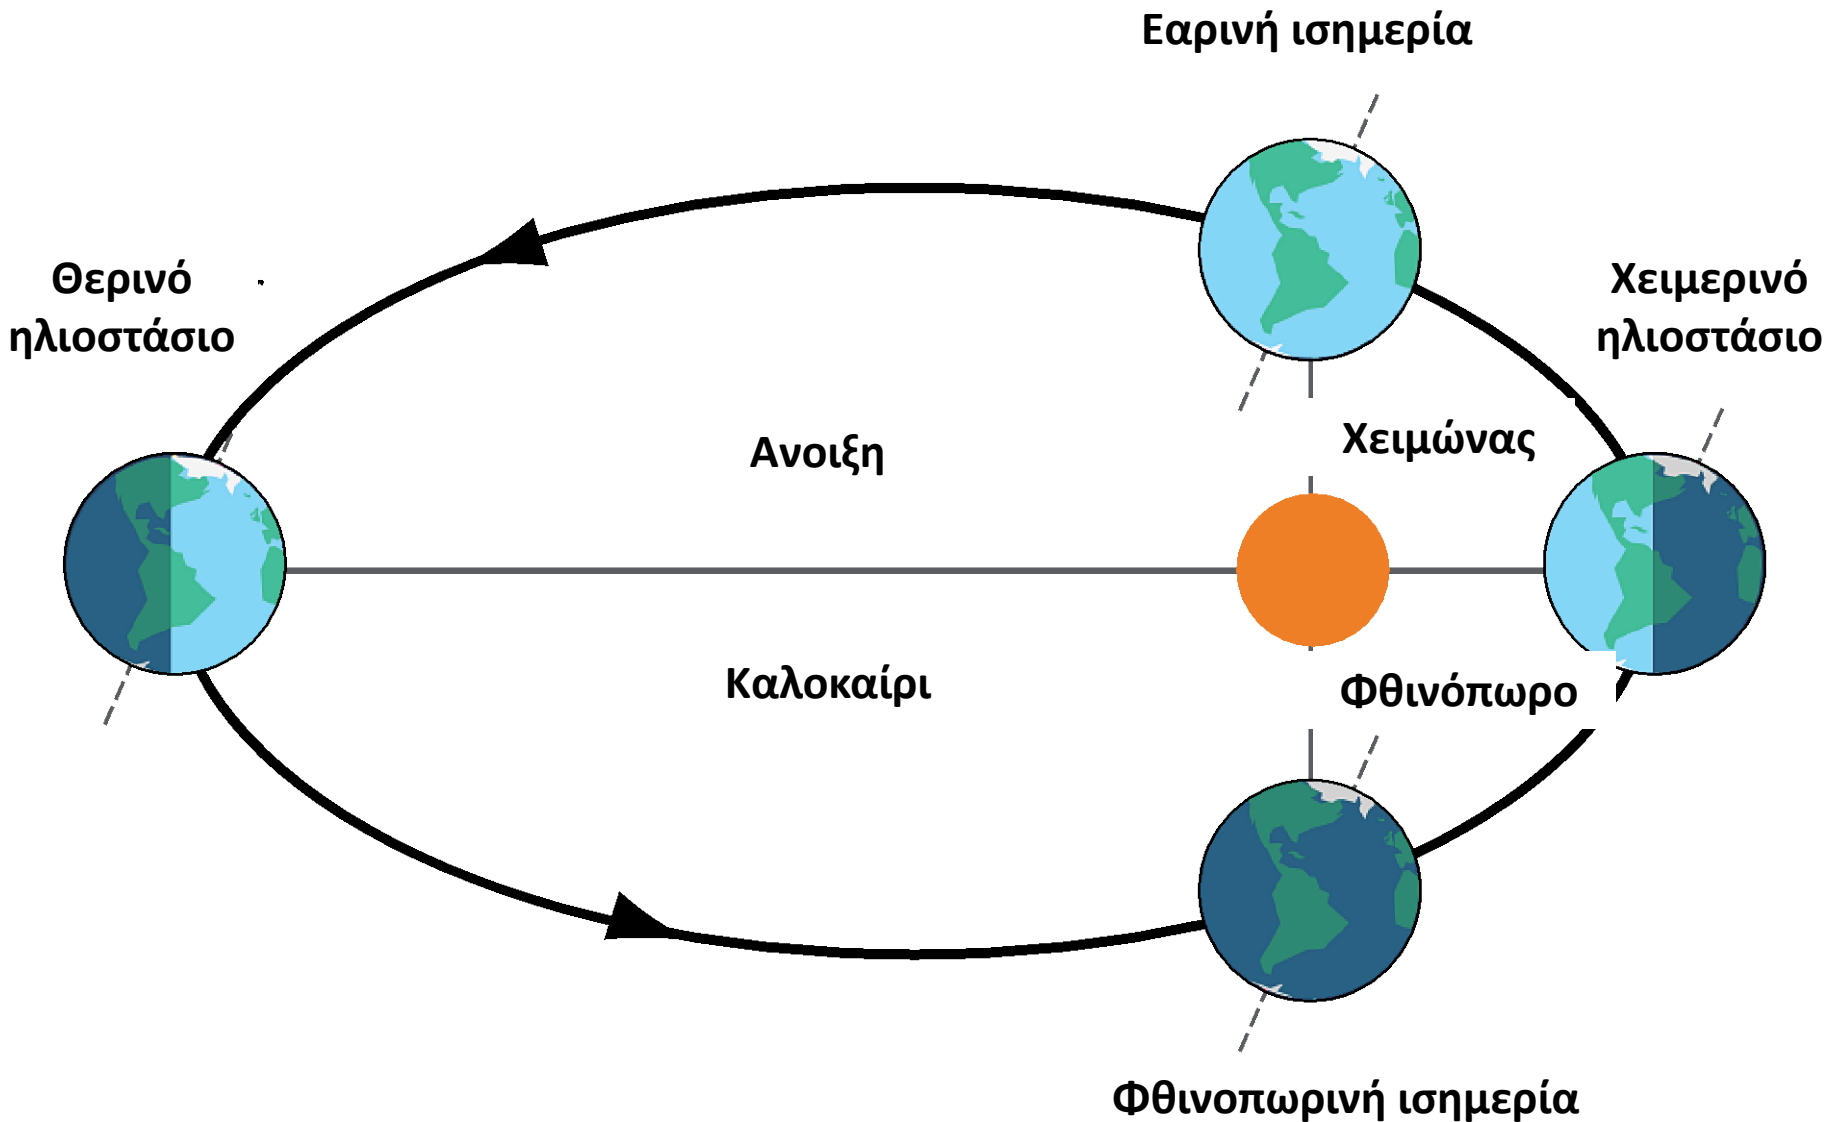 Εαρινή ισημερία
Θερινό
ηλιοστάσιο
Χειμερινό
ηλιοστάσιο
Ανοιξη
Χειμώνας
Καλοκαίρι
Φθινόπωρο
Φθινοπωρινή ισημερία